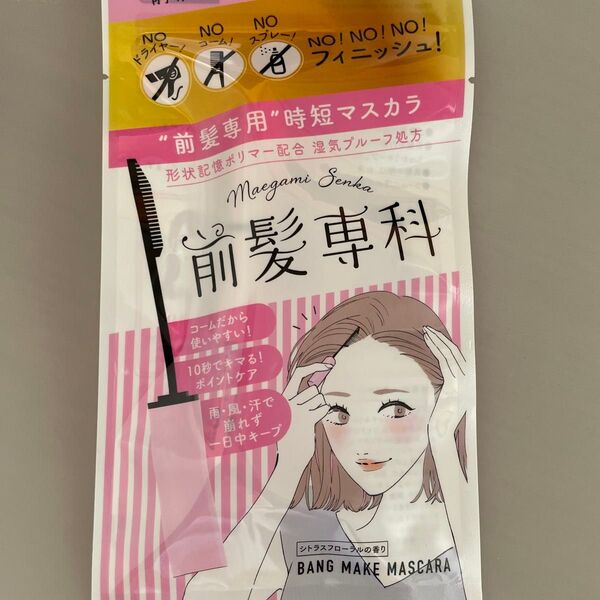 NO ドライヤー!
NO コーム!
NO スプレー!
NO! NO! NO!
フィニッシュ!
"前髪専用"時短マスカラ
形状記憶ポリマー配合 湿気プルーフ処方
Maegami Senka
前髪専科
コームだから
使いやすい!
10秒でキマる!
ポイントケア
雨・風・汗で
崩れず
一日中キープ
シトラスフローラルの香り
BANG MAKE MASCARA